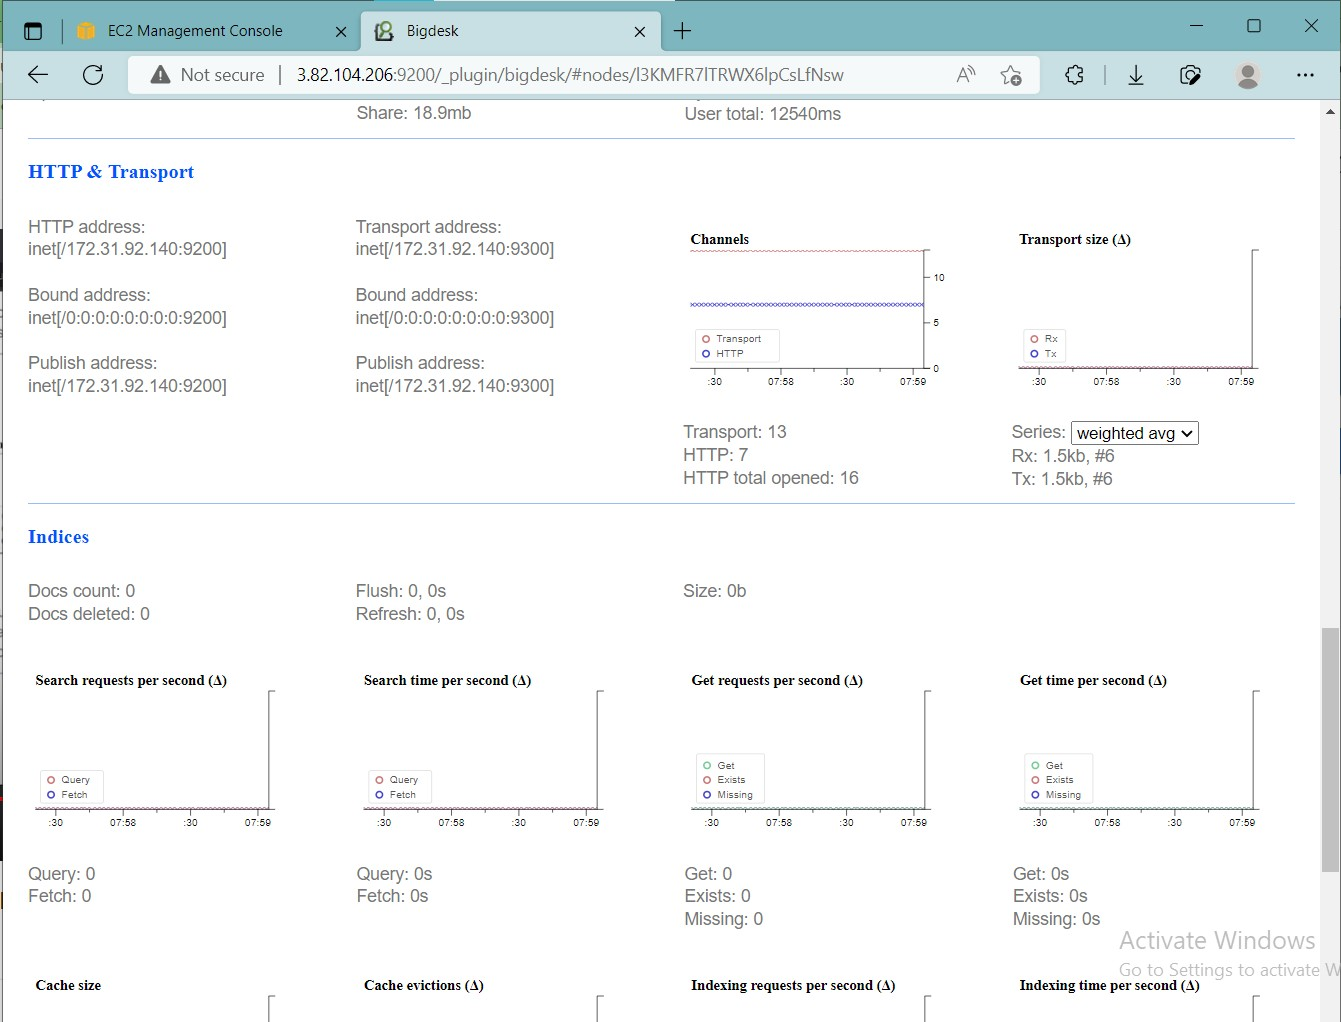 EC2 Management Console
Bigdesk
Not secure
3.82.104.206:9200/_plugin/bigdesk/#nodes/l3KMFR7lTRWX6lpCsLfNsw
Share: 18.9mb
User total: 12540ms
HTTP & Transport
HTTP address:
inet[/172.31.92.140:9200]
Bound address:
inet[/0:0:0:0:0:0:0:0:9200]
Publish address:
inet[/172.31.92.140:9200]
Transport address:
inet[/172.31.92.140:9300]
Bound address:
inet[/0:0:0:0:0:0:0:0:9300]
Publish address:
inet[/172.31.92.140:9300]
Channels
10
5
0
Transport
HTTP
:30 07:58 :30 07:59
Transport: 13
HTTP: 7
HTTP total opened: 16
Transport size (Δ)
Rx
Tx
:30 07:58 :30 07:59
Series: weighted avg
Rx: 1.5kb, #6
Tx: 1.5kb, #6
Indices
Docs count: 0
Docs deleted: 0
Flush: 0, 0s
Refresh: 0, 0s
Size: 0b
Search requests per second (Δ)
Query
Fetch
:30 07:58 :30 07:59
Query: 0
Fetch: 0
Search time per second (Δ)
Query
Fetch
:30 07:58 :30 07:59
Query: 0s
Fetch: 0s
Get requests per second (Δ)
Get
Exists
Missing
:30 07:58 :30 07:59
Get: 0
Exists: 0
Missing: 0
Get time per second (Δ)
Get
Exists
Missing
:30 07:58 :30 07:59
Get: 0s
Exists: 0s
Missing: 0s
Activate Windows
Go to Settings to activate W
Cache size
Cache evictions (Δ)
Indexing requests per second (Δ)
Indexing time per second (Δ)